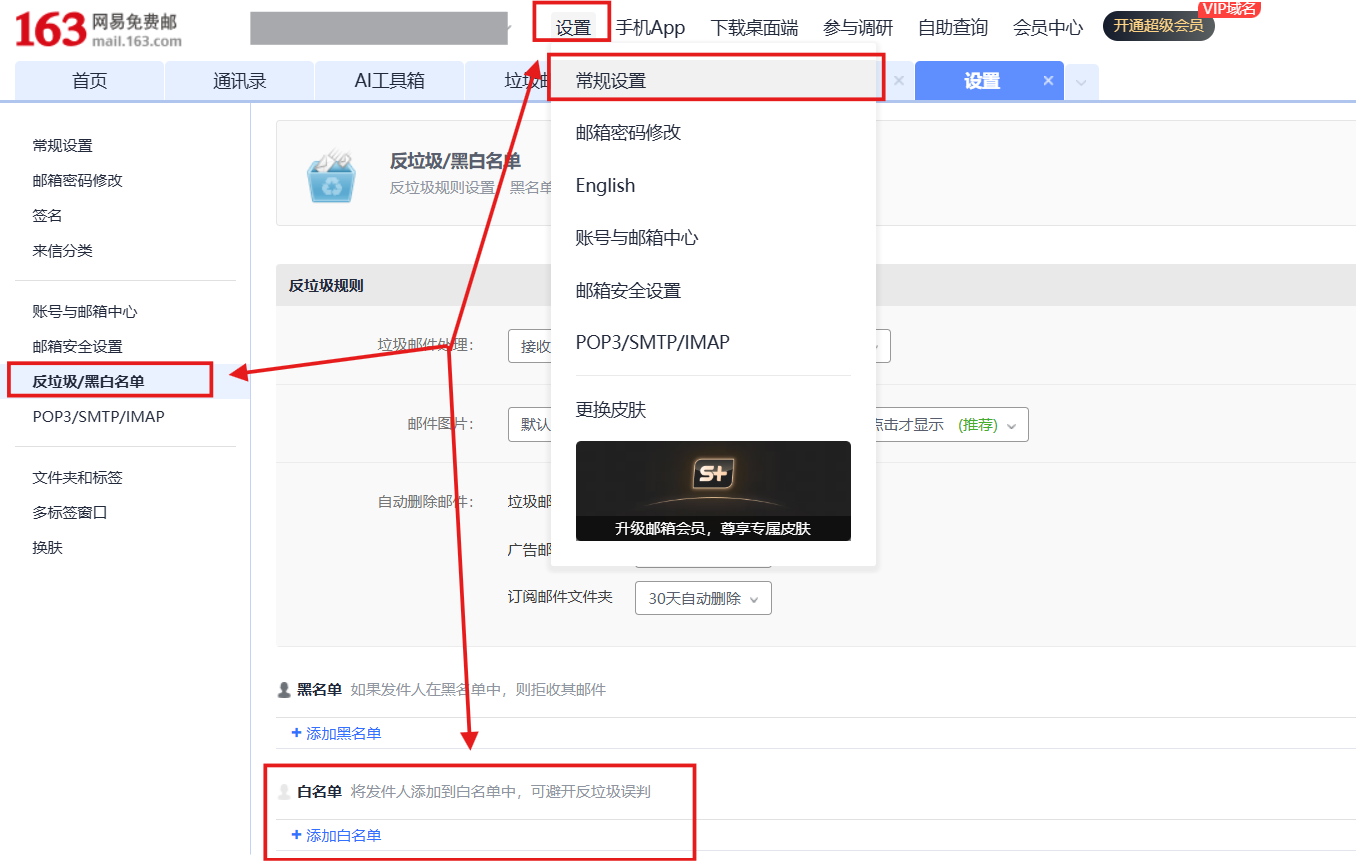 163 网易免费邮
mail.163.com
设置
手机App
下载桌面端
参与调研
自助查询
会员中心
开通超级会员
VIP域名
首页
通讯录
AI工具箱
垃圾
设置
常规设置
邮箱密码修改
English
账号与邮箱中心
邮箱安全设置
POP3/SMTP/IMAP
更换皮肤
S+
升级邮箱会员，尊享专属皮肤
常规设置
邮箱密码修改
签名
来信分类
账号与邮箱中心
邮箱安全设置
反垃圾/黑白名单
POP3/SMTP/IMAP
文件夹和标签
多标签窗口
换肤
反垃圾/黑白名单
反垃圾规则设置，黑名单
反垃圾规则
垃圾邮件处理：
接收
邮件图片：
默认
点击才显示 (推荐)
自动删除邮件：
垃圾邮
广告邮
订阅邮件文件夹
30天自动删除
黑名单 如果发件人在黑名单中，则拒收其邮件
+ 添加黑名单
白名单 将发件人添加到白名单中，可避开反垃圾误判
+ 添加白名单